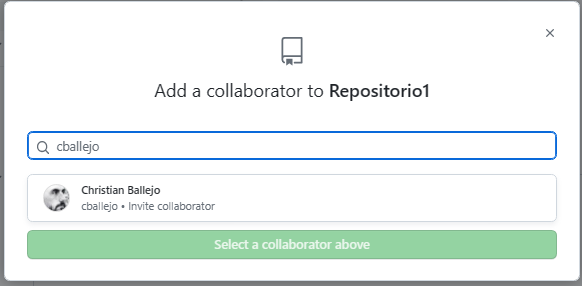 Add a collaborator to Repositorio1
cballejo
Christian Ballejo
cballejo • Invite collaborator
Select a collaborator above